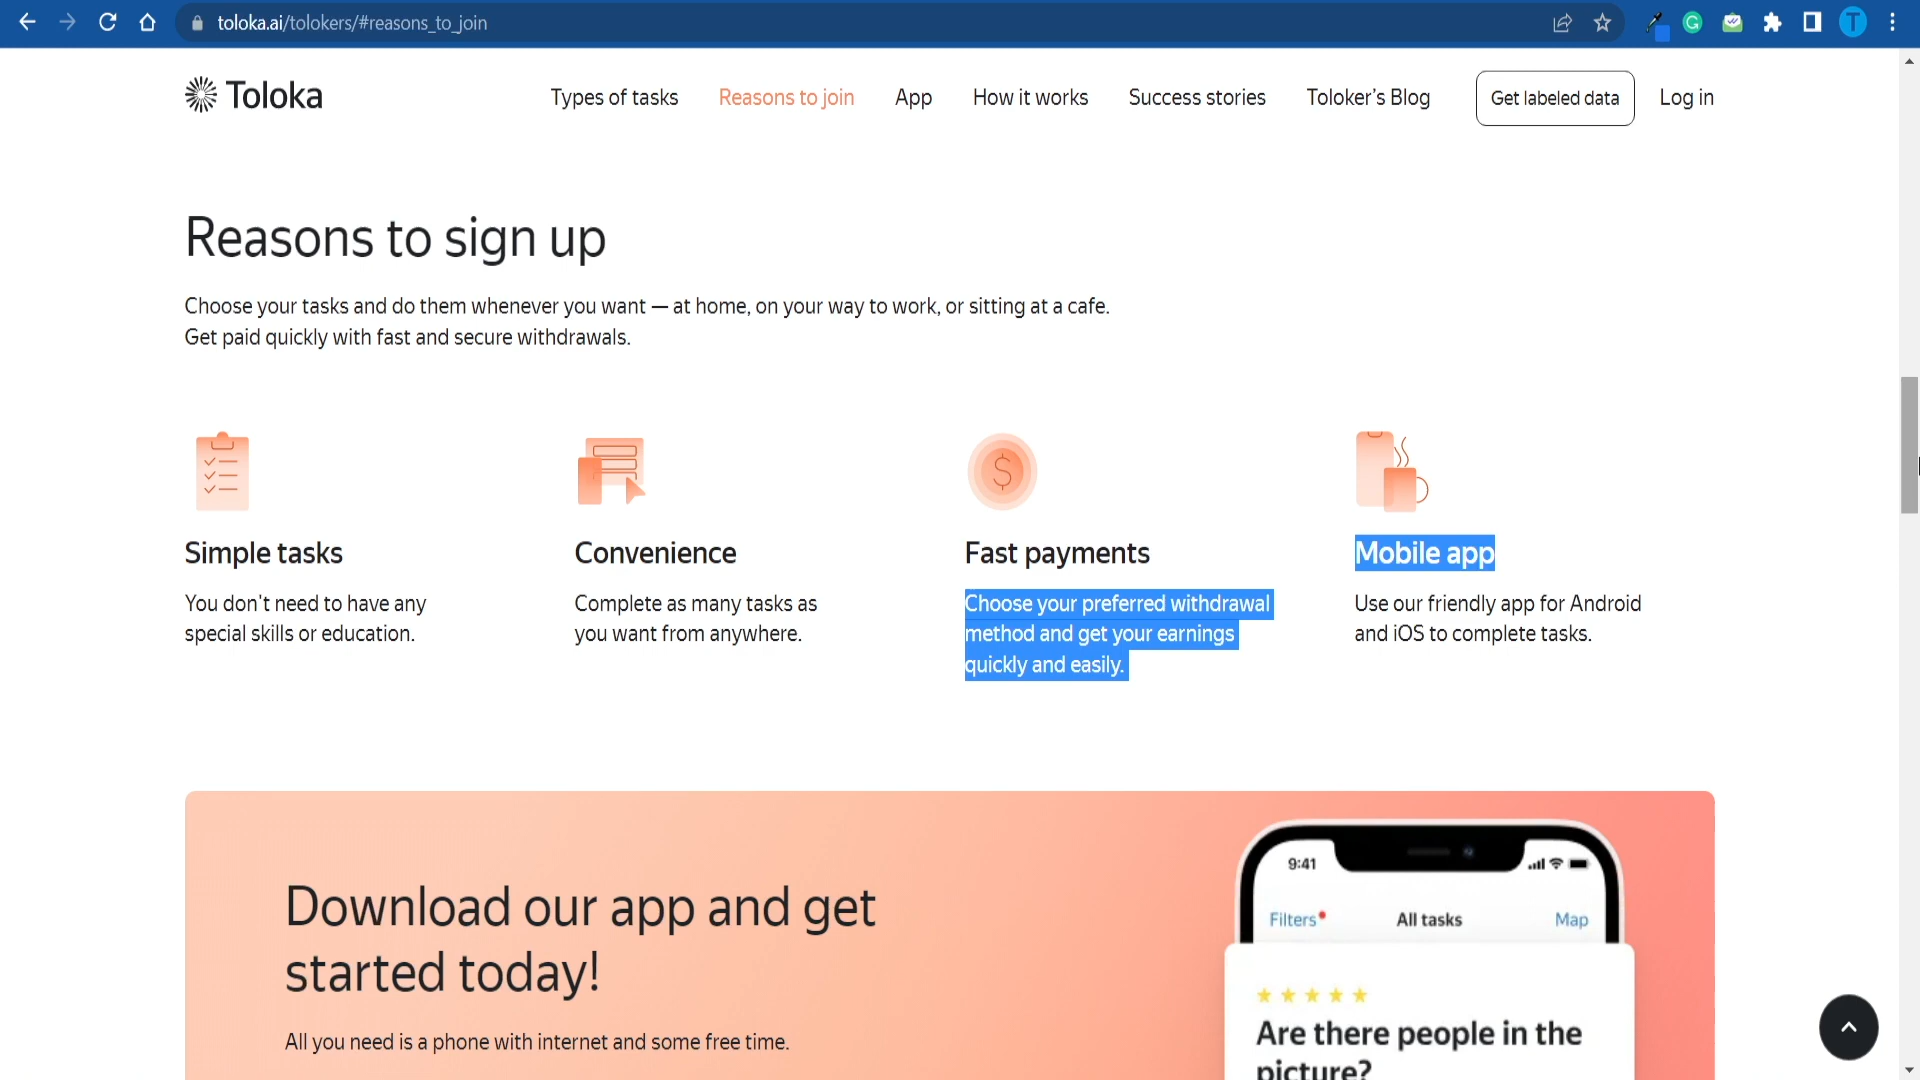 toloka.ai/tolokers/#reasons_to_join
T
Toloka
Types of tasks
Reasons to join
App
How it works
Success stories
Toloker's Blog
Get labeled data
Log in
Reasons to sign up
Choose your tasks and do them whenever you want — at home, on your way to work, or sitting at a cafe.
Get paid quickly with fast and secure withdrawals.
$
Simple tasks
You don't need to have any
special skills or education.
Convenience
Complete as many tasks as
you want from anywhere.
Fast payments
Choose your preferred withdrawal
method and get your earnings
quickly and easily.
Mobile app
Use our friendly app for Android
and iOS to complete tasks.
Download our app and get
started today!
All you need is a phone with internet and some free time.
9:41
Filters
All tasks
Map
Are there people in the
picture?